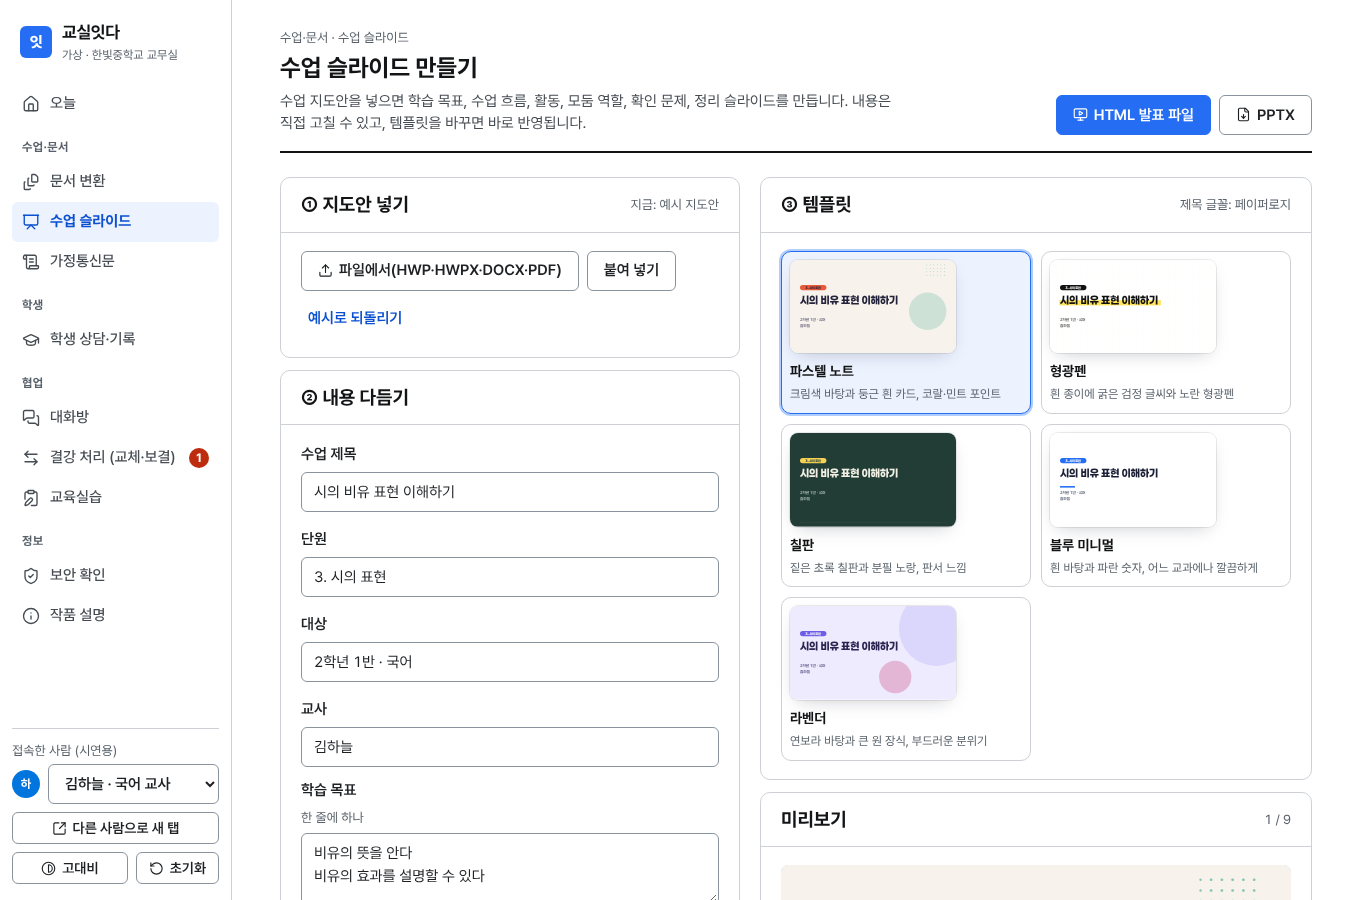 잇
교실잇다
가상 · 한빛중학교 교무실
오늘
수업·문서
문서 변환
수업 슬라이드
가정통신문
학생
학생 상담·기록
협업
대화방
결강 처리 (교체·보결)
1
교육실습
정보
보안 확인
작품 설명
접속한 사람 (시연용)
하
김하늘 · 국어 교사
다른 사람으로 새 탭
고대비
초기화
수업·문서 · 수업 슬라이드
수업 슬라이드 만들기
수업 지도안을 넣으면 학습 목표, 수업 흐름, 활동, 모둠 역할, 확인 문제, 정리 슬라이드를 만듭니다. 내용은
직접 고칠 수 있고, 템플릿을 바꾸면 바로 반영됩니다.
HTML 발표 파일
PPTX
① 지도안 넣기
지금: 예시 지도안
파일에서(HWP·HWPX·DOCX·PDF)
붙여 넣기
예시로 되돌리기
② 내용 다듬기
수업 제목
시의 비유 표현 이해하기
단원
3. 시의 표현
대상
2학년 1반 · 국어
교사
김하늘
학습 목표
한 줄에 하나
비유의 뜻을 안다
비유의 효과를 설명할 수 있다
③ 템플릿
제목 글꼴: 페이퍼로지
시의 비유 표현 이해하기
파스텔 노트
크림색 바탕과 둥근 흰 카드, 코랄·민트 포인트
시의 비유 표현 이해하기
형광펜
흰 종이에 굵은 검정 글씨와 노란 형광펜
시의 비유 표현 이해하기
칠판
짙은 초록 칠판과 분필 노랑, 판서 느낌
시의 비유 표현 이해하기
블루 미니멀
흰 바탕과 파란 숫자, 어느 교과에나 깔끔하게
시의 비유 표현 이해하기
라벤더
연보라 바탕과 큰 원 장식, 부드러운 분위기
미리보기
1 / 9